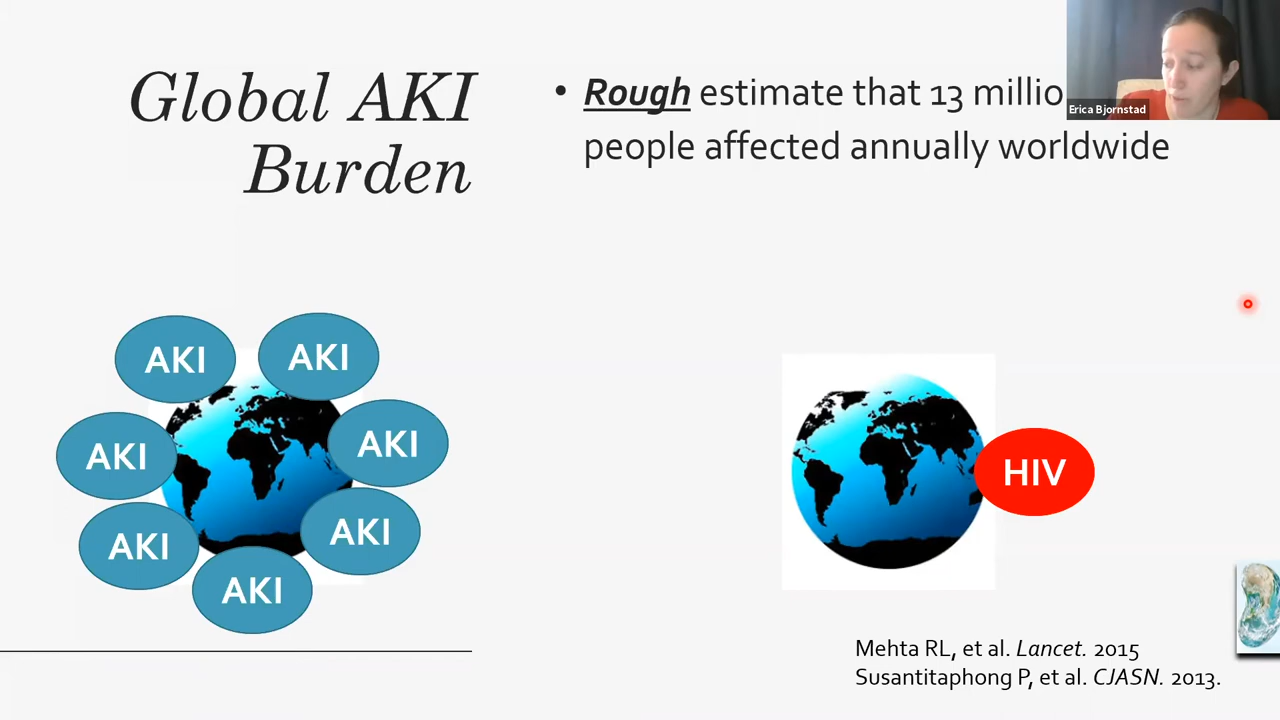 Global AKI
Burden
• Rough estimate that 13 millio
people affected annually worldwide
Erica Bjornstad
AKI
AKI
AKI
AKI
AKI
AKI
AKI
HIV
Mehta RL, et al. Lancet. 2015
Susantitaphong P, et al. CJASN. 2013.